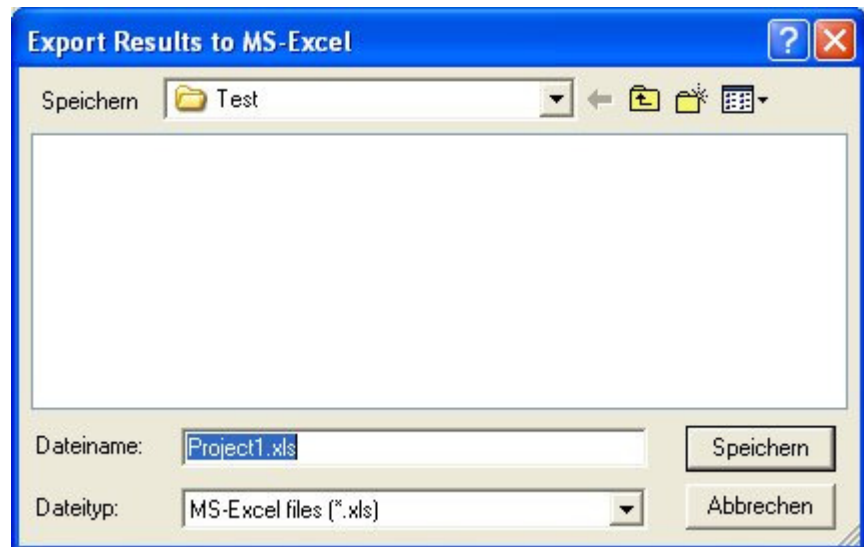 Export Results to MS-Excel
Speichern Test
Dateiname: Project1.xls Speichern
Dateityp: MS-Excel files (*.xls) Abbrechen